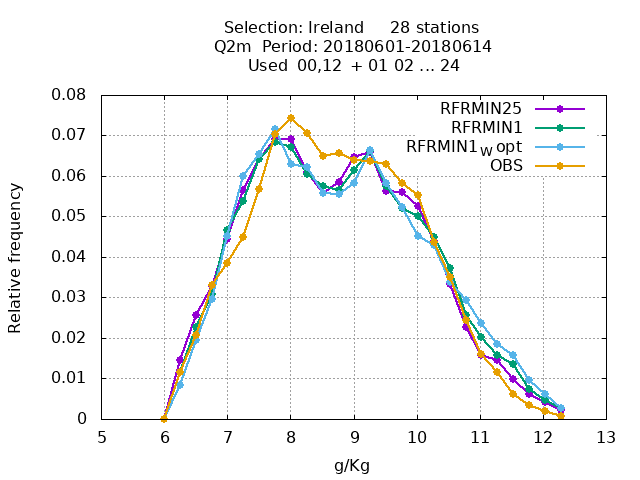 Selection: Ireland 28 stations
Q2m Period: 20180601-20180614
Used 00,12 + 01 02 ... 24
0.08
0.07
0.06
0.05
0.04
0.03
0.02
0.01
0
Relative frequency
RFRMIN25
RFRMIN1
RFRMIN1w opt
OBS
5 6 7 8 9 10 11 12 13
g/Kg